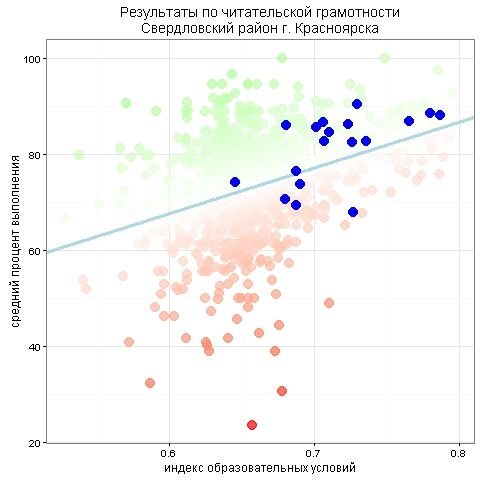 Результаты по читательской грамотности
Свердловский район г. Красноярска
средний процент выполнения
100
80
60
40
20
0.6
0.7
0.8
индекс образовательных условий